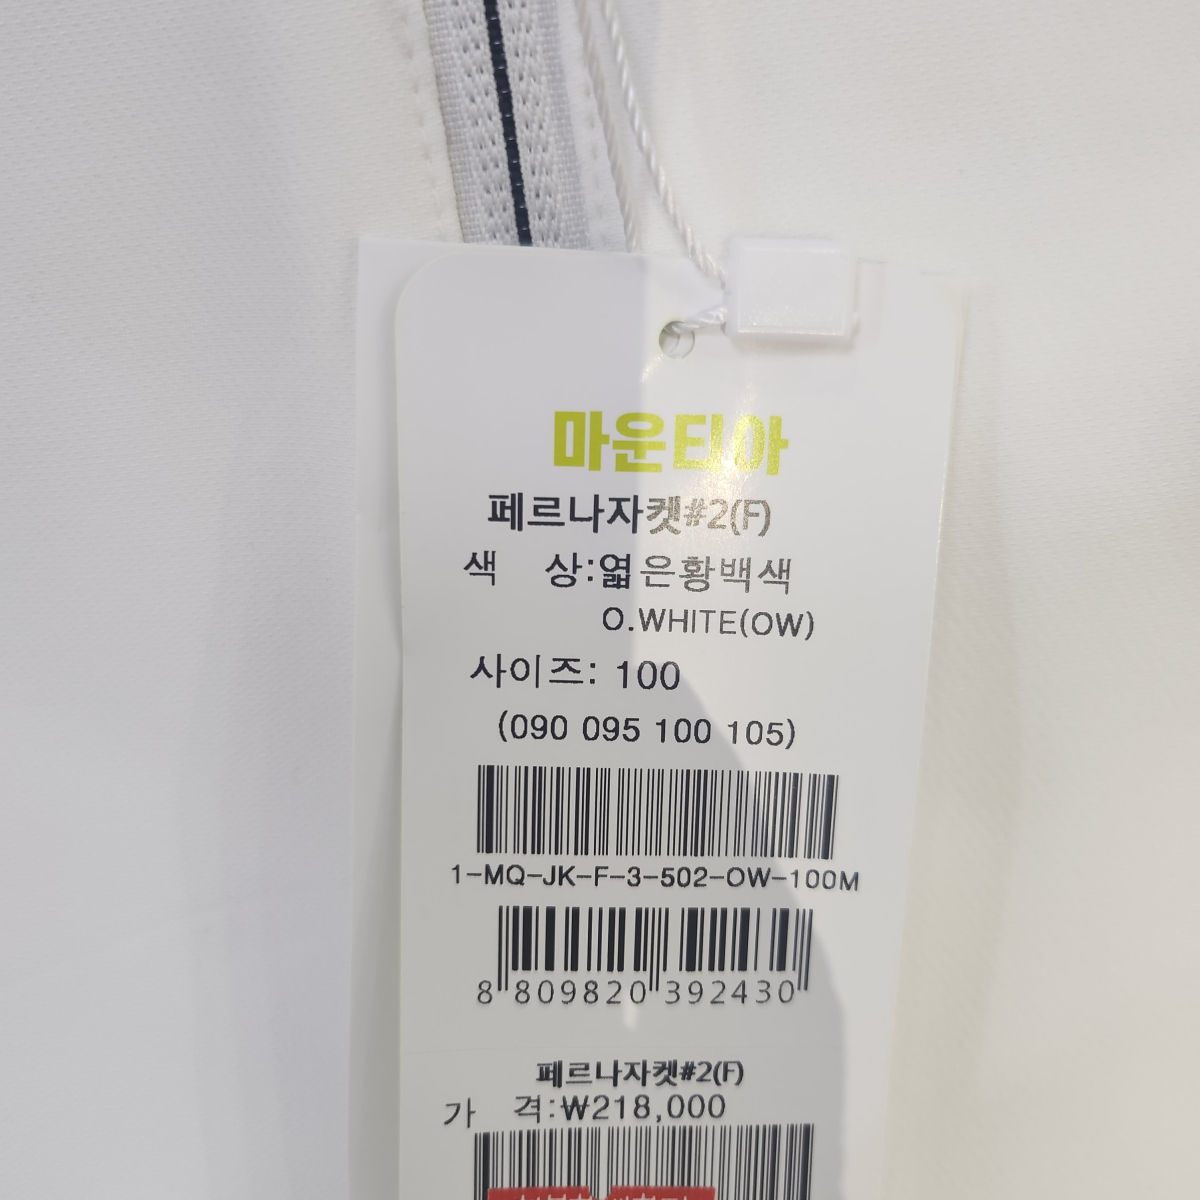 마운티아
페르나자켓#2(F)
색 상:엷은황백색
O.WHITE(OW)
사이즈: 100
(090 095 100 105)
1-MQ-JK-F-3-502-OW-100M
8 809820 392430
페르나자켓#2(F)
가 격:₩218,000